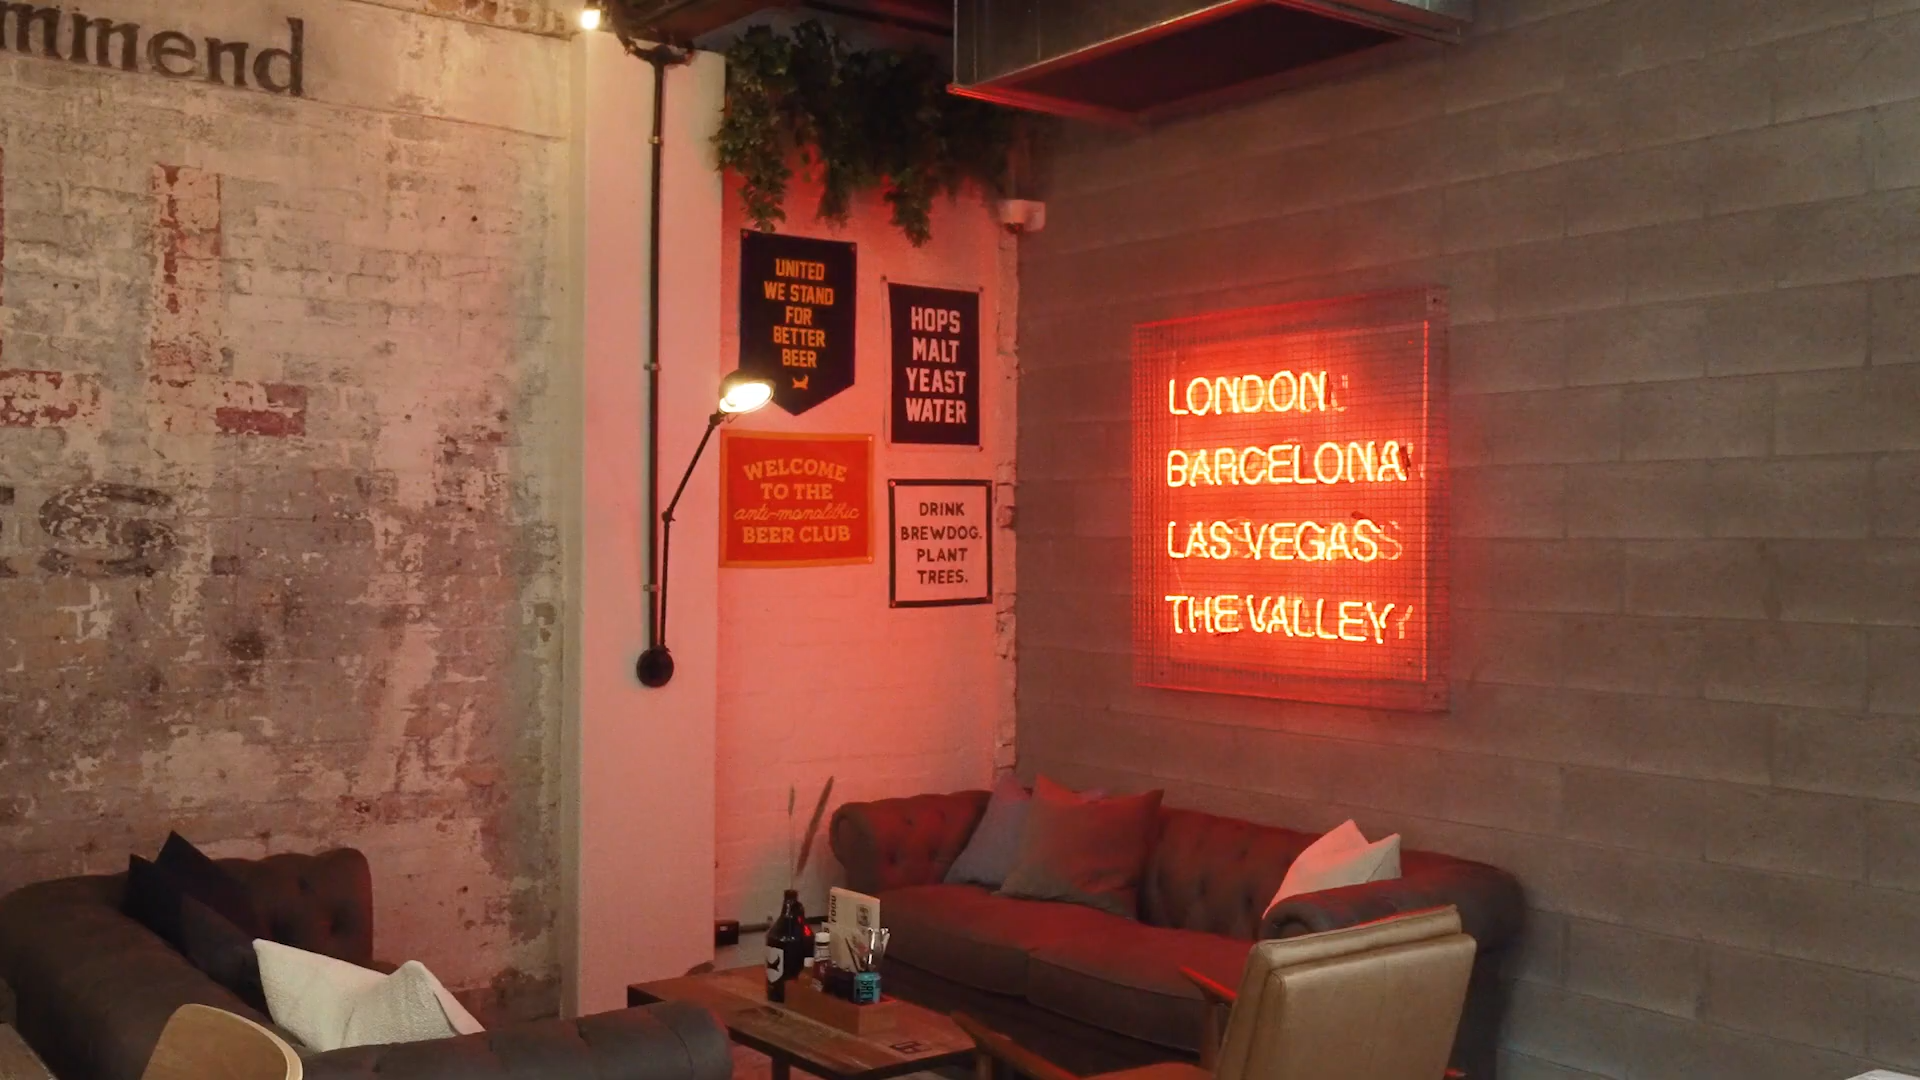 mmend
UNITED
WE STAND
FOR
BETTER
BEER
HOPS
MALT
YEAST
WATER
WELCOME
TO THE
anti-monolithic
BEER CLUB
DRINK
BREWDOG.
PLANT
TREES.
LONDON
BARCELONA
LAS VEGAS
THE VALLEY
FOOD